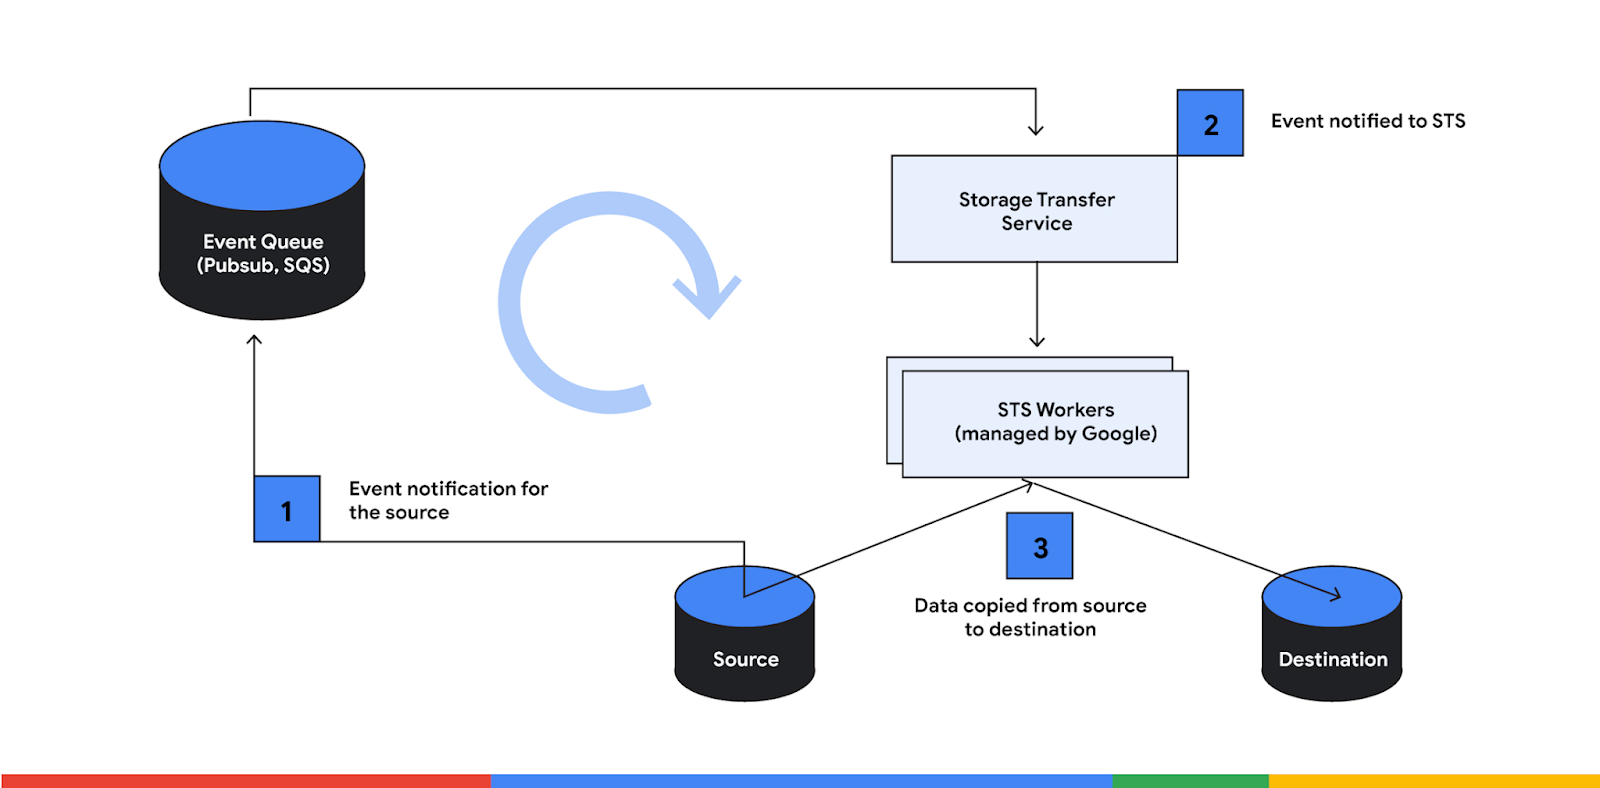 2
Event notified to STS
Storage Transfer
Service
Event Queue
(Pubsub, SQS)
STS Workers
(managed by Google)
1
Event notification for
the source
3
Data copied from source
to destination
Source
Destination